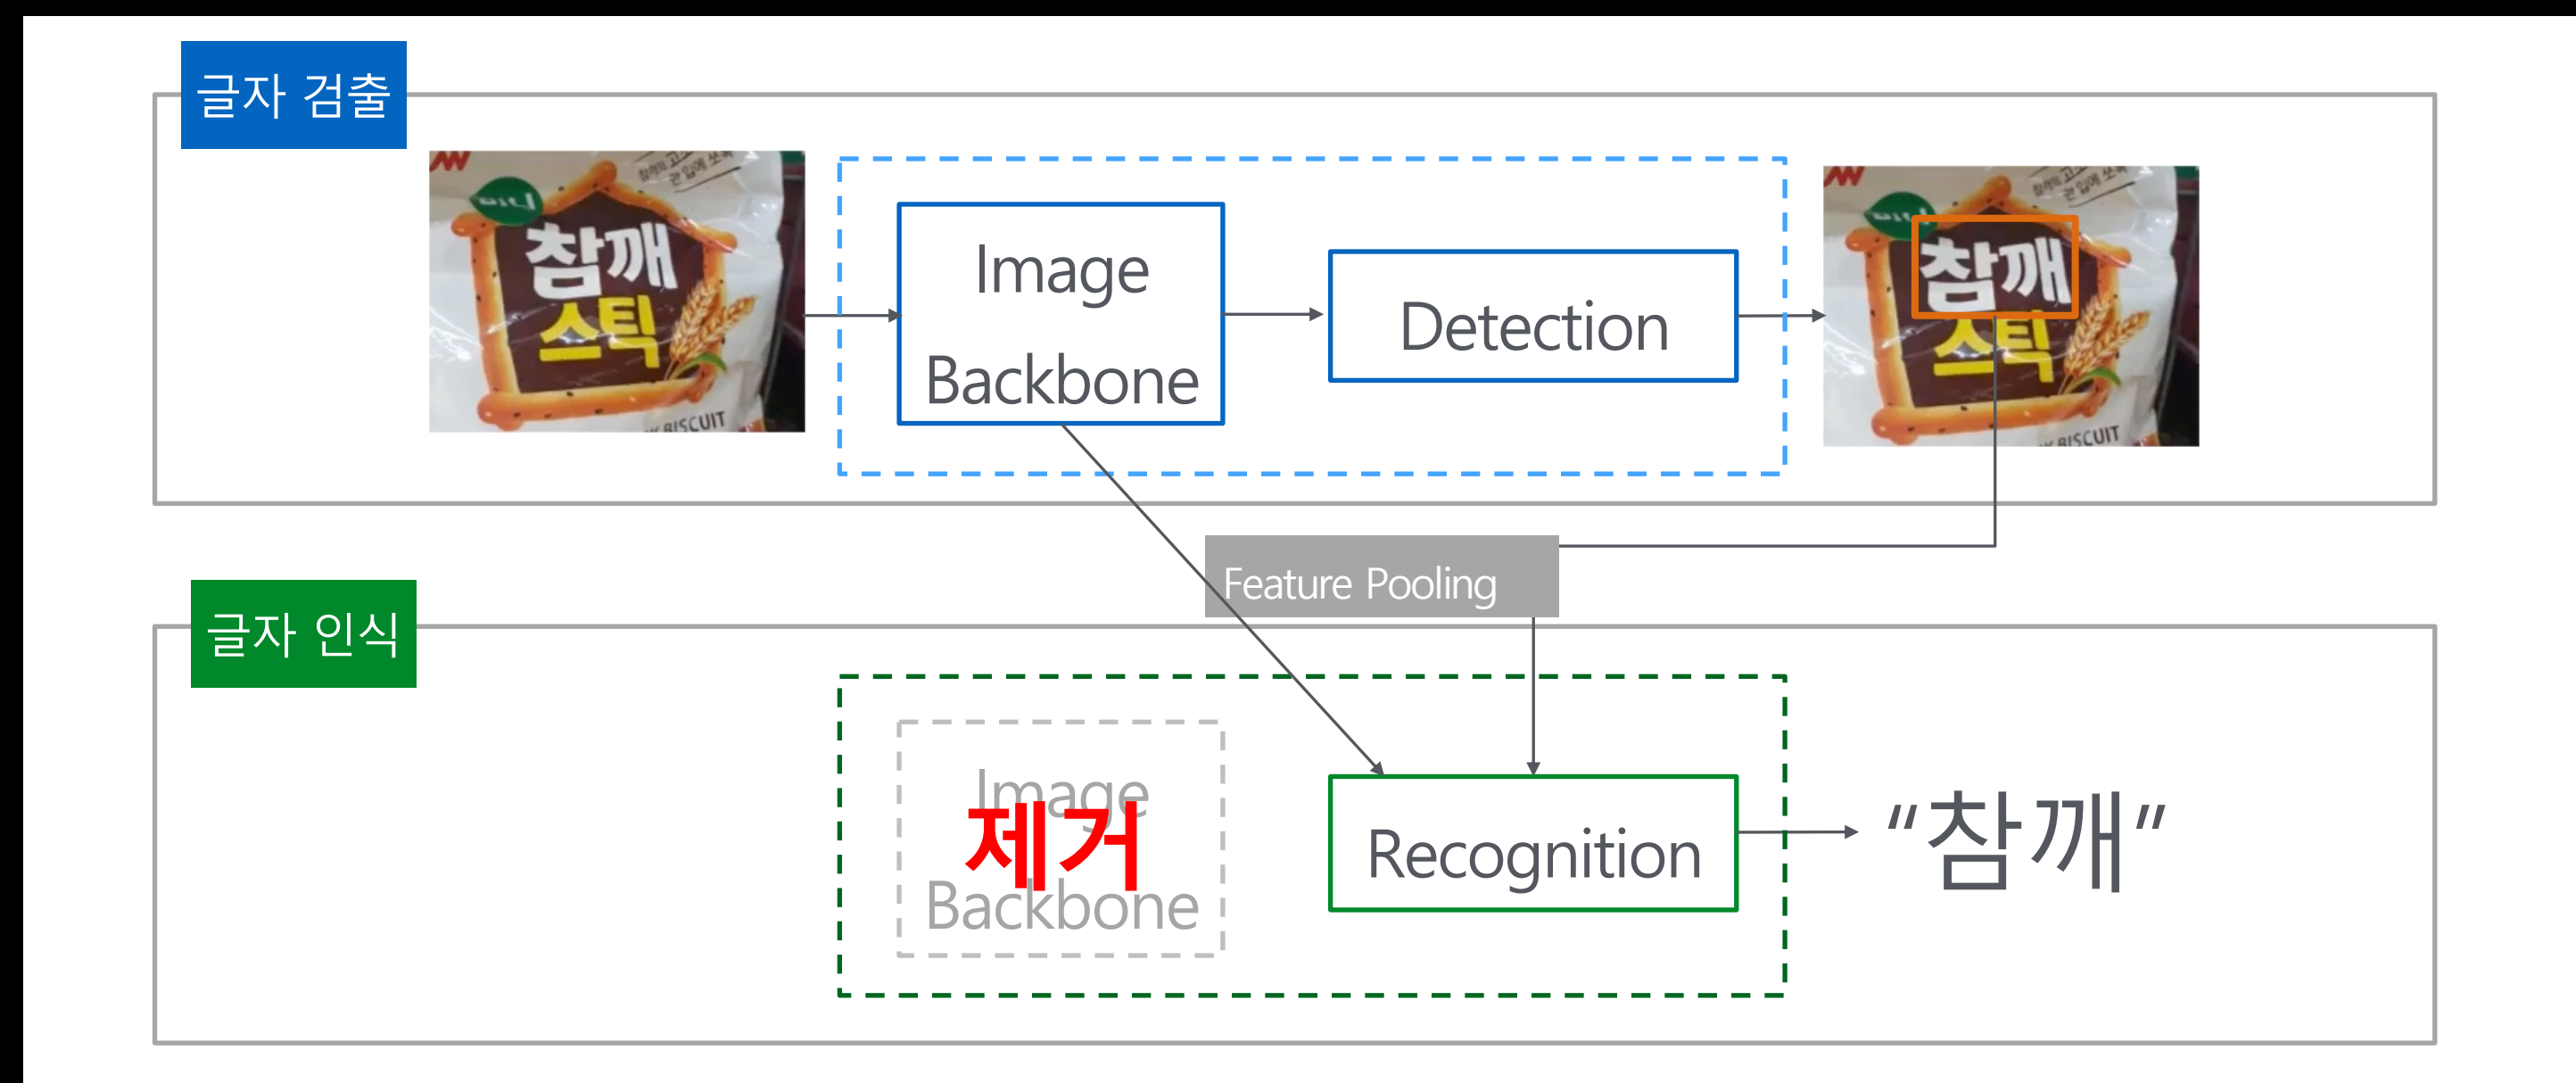 글자 검출
참깨
스틱
BISCUIT
Image
Backbone
Detection
참깨
스틱
BISCUIT
Feature Pooling
글자 인식
Image
제거
Backbone
Recognition
“참깨”